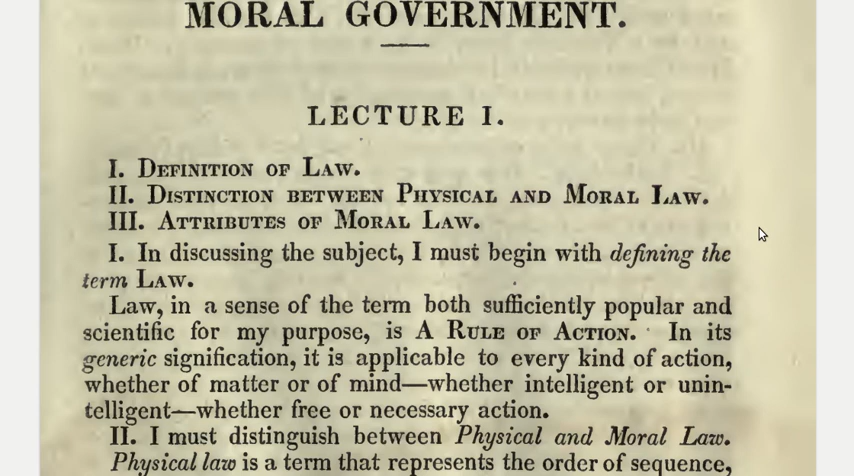 MORAL GOVERNMENT.
LECTURE I.
I. DEFINITION OF LAW.
II. DISTINCTION BETWEEN PHYSICAL AND MORAL LAW.
III. ATTRIBUTES OF MORAL LAW.
I. In discussing the subject, I must begin with defining the
term LAW.
Law, in a sense of the term both sufficiently popular and
scientific for my purpose, is A RULE OF ACTION. In its
generic signification, it is applicable to every kind of action,
whether of matter or of mind—whether intelligent or unin-
telligent—whether free or necessary action.
II. I must distinguish between Physical and Moral Law.
Physical law is a term that represents the order of sequence,